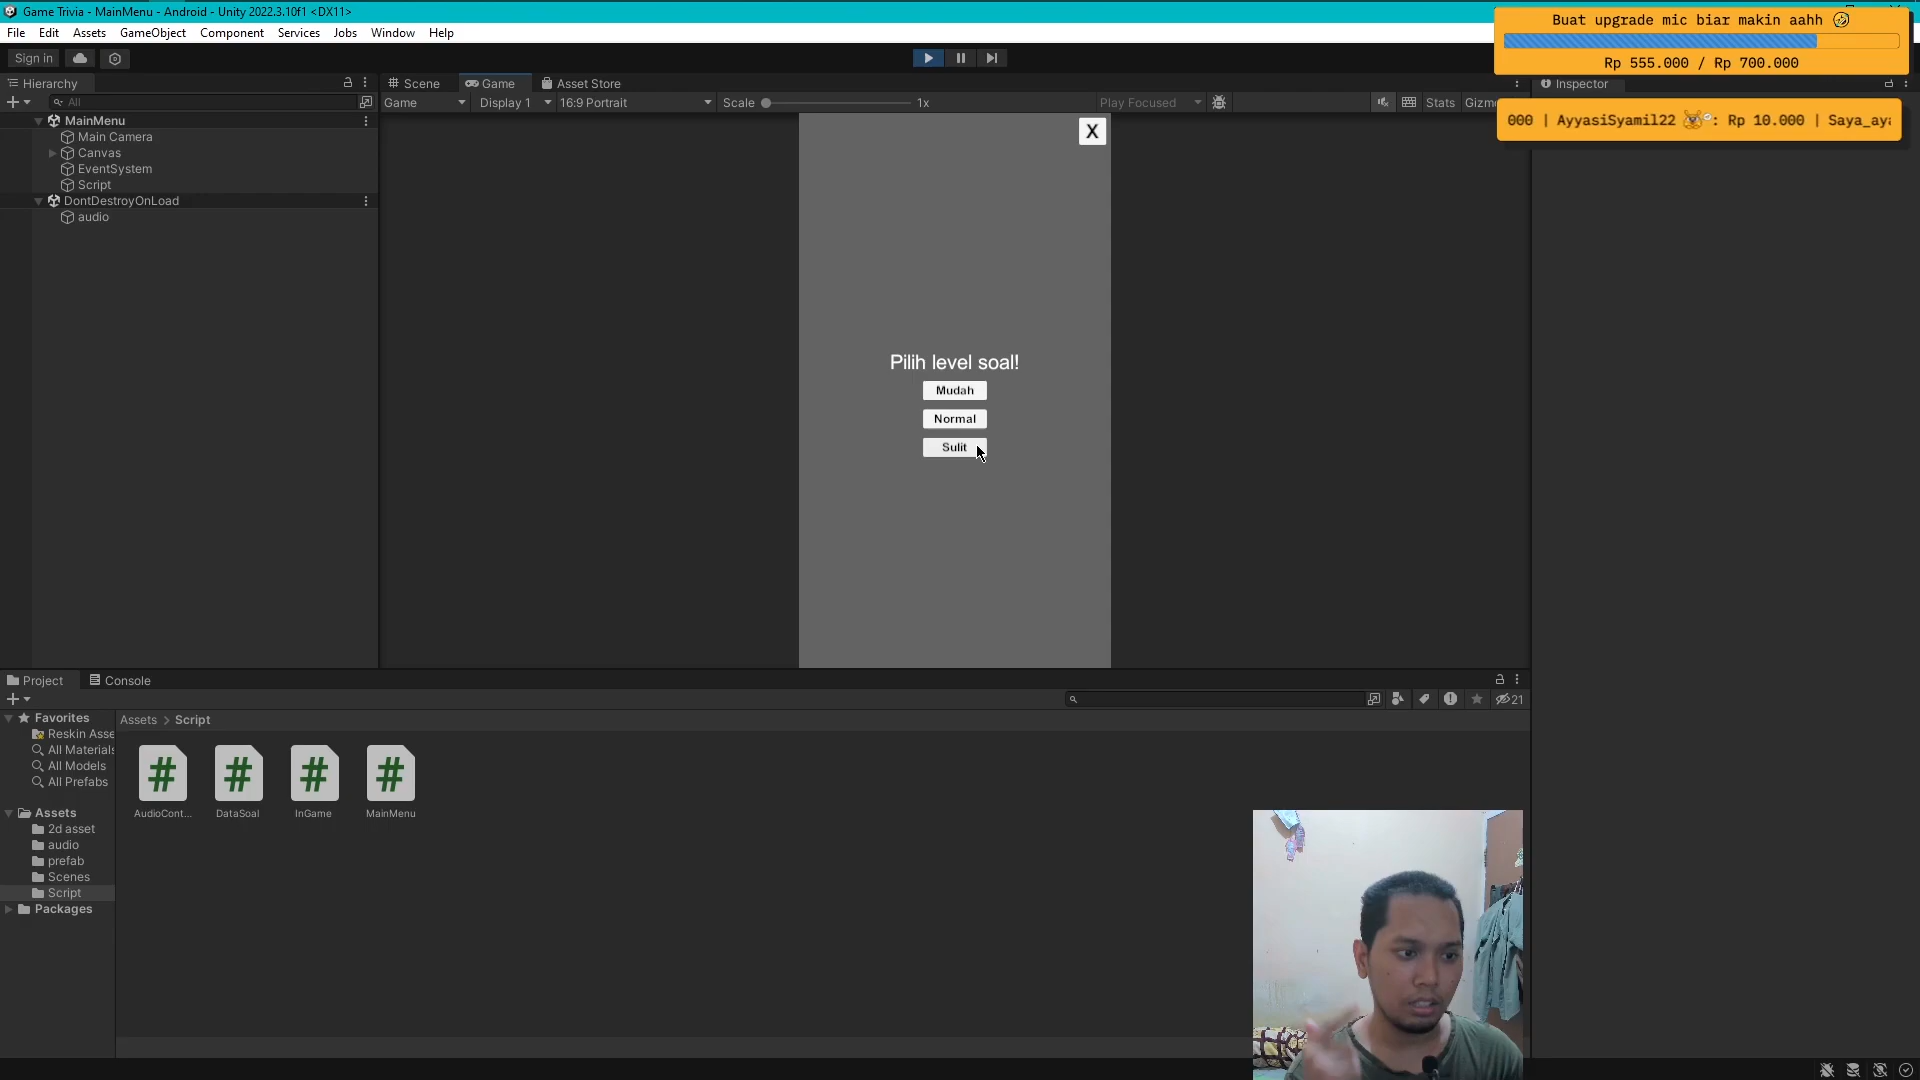 Game Trivia - MainMenu - Android - Unity 2022.3.10f1 <DX11>
File Edit Assets GameObject Component Services Jobs Window Help
Sign in
Buat upgrade mic biar makin aahh 🤣
Rp 555.000 / Rp 700.000
000 | AyyasiSyamil22 : Rp 10.000 | Saya_aya
Hierarchy
All
MainMenu
Main Camera
Canvas
EventSystem
Script
DontDestroyOnLoad
audio
Scene Game Asset Store
Game Display 1 16:9 Portrait Scale 1x Play Focused Stats Gizm
Inspector
X
Pilih level soal!
Mudah
Normal
Sulit
Project Console
21
Favorites
Reskin Asse
All Materials
All Models
All Prefabs
Assets
2d asset
audio
prefab
Scenes
Script
Packages
Assets > Script
# # # #
AudioCont... DataSoal InGame MainMenu